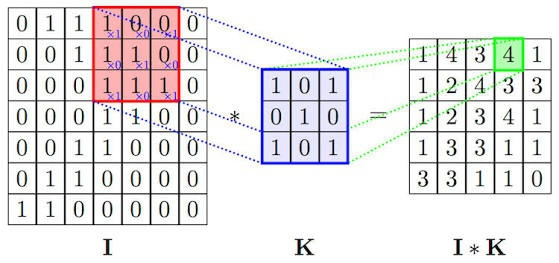 0 1 1 1 0 0 0
×1 ×0 ×1
0 0 1 1 1 0 0
×0 ×1 ×0
0 0 0 1 1 1 0
×1 ×0 ×1
0 0 0 1 1 0 0
0 0 1 1 0 0 0
0 1 1 0 0 0 0
1 1 0 0 0 0 0
I
*
1 0 1
0 1 0
1 0 1
K
=
1 4 3 4 1
1 2 4 3 3
1 2 3 4 1
1 3 3 1 1
3 3 1 1 0
I * K